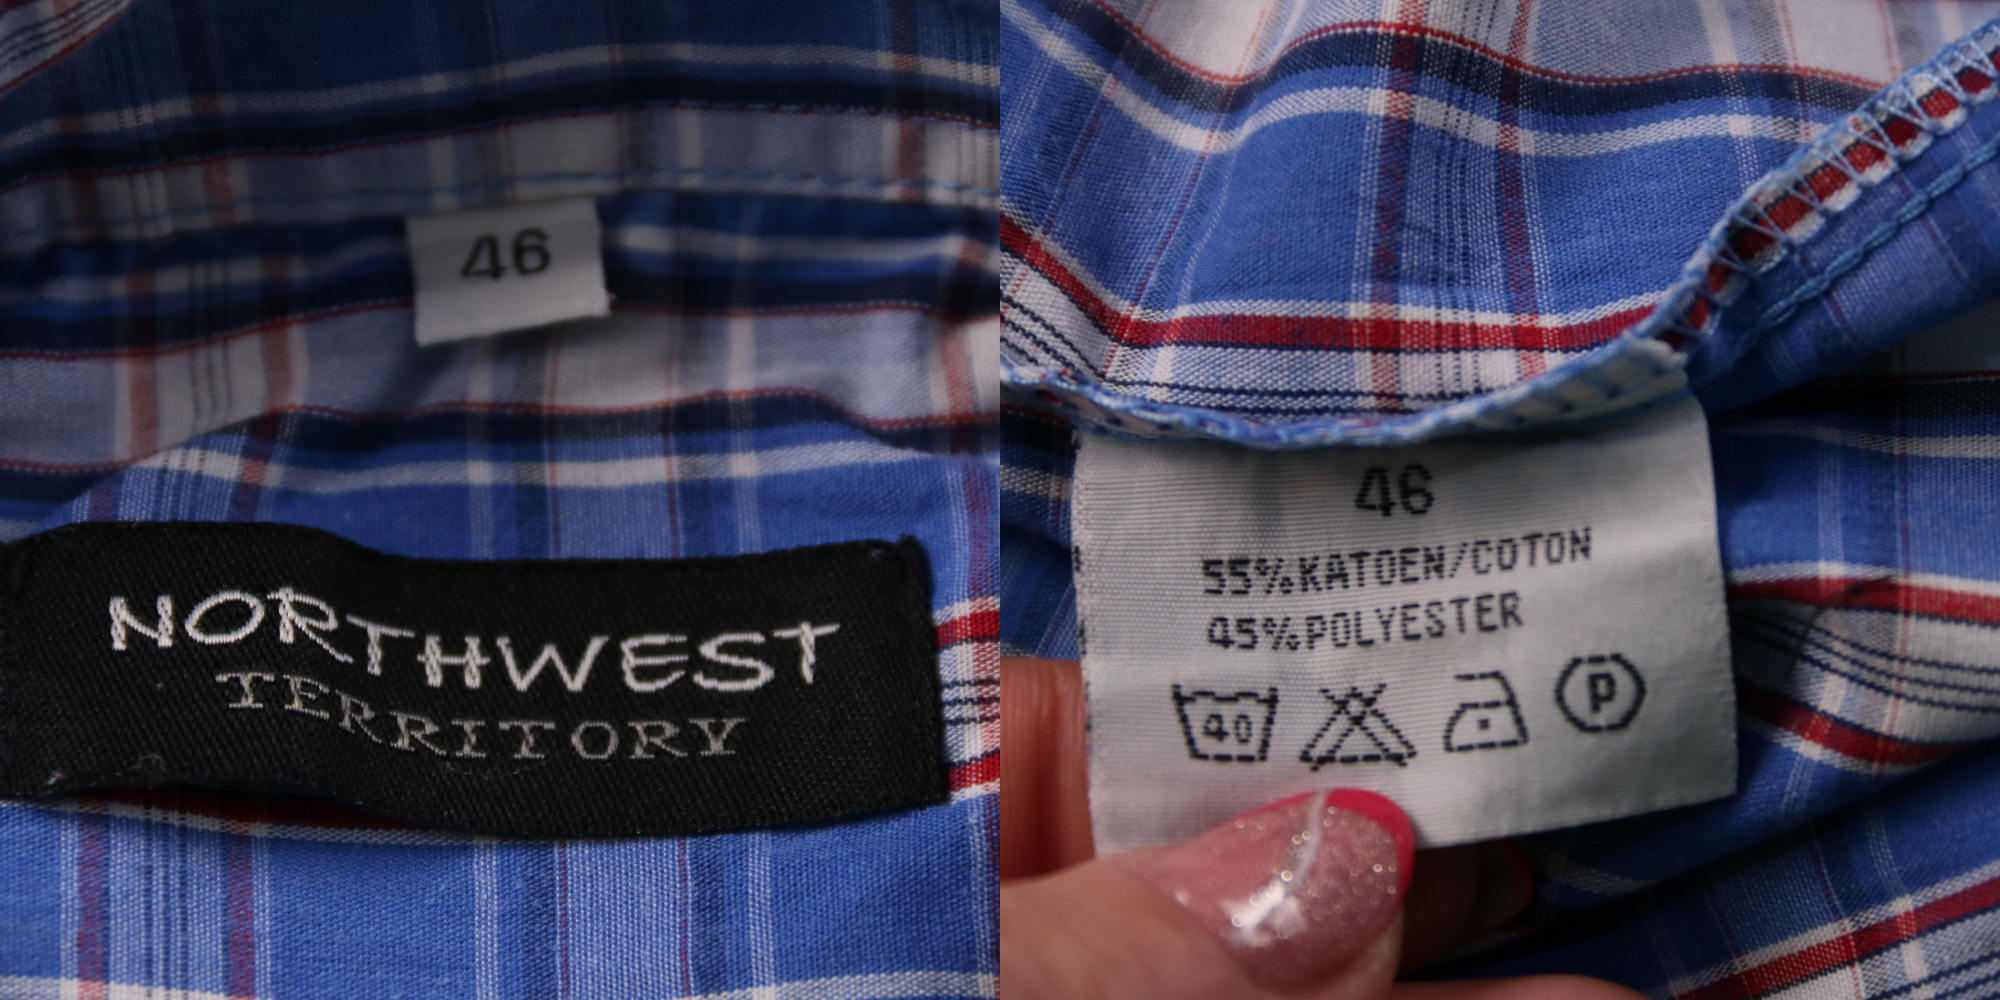 46
NORTHWEST
TERRITORY
46
55%KATOEN/COTON
45%POLYESTER
40
P